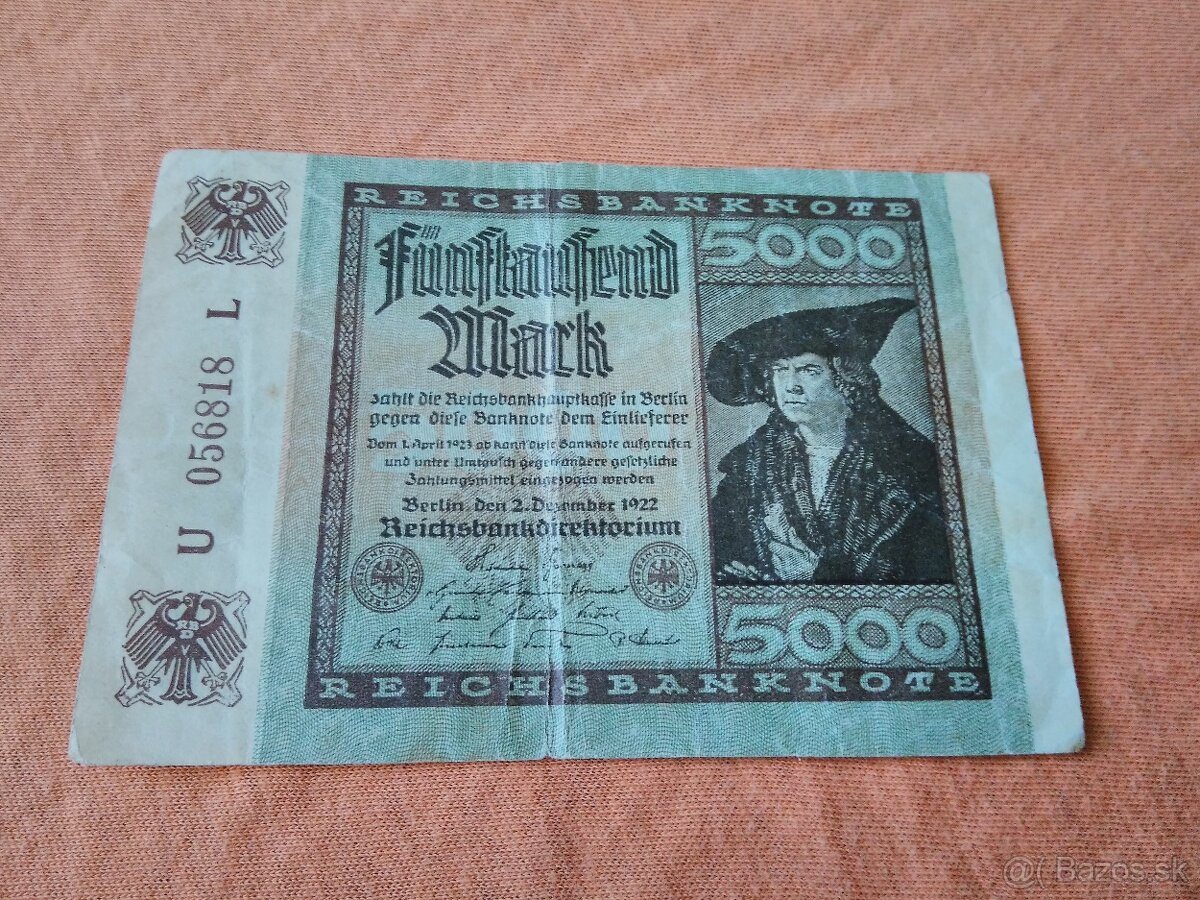 REICHSBANKNOTE
Fünftausend
Mark
5000
zahlt die Reichsbankhauptkasse in Berlin
gegen diese Banknote dem Einlieferer
Vom 1. April 1923 ab kann diese Banknote aufgerufen
und unter Umtausch gegen andere gesetzliche
Zahlungsmittel eingezogen werden
Berlin, den 2. Dezember 1922
Reichsbankdirektorium
5000
REICHSBANKNOTE
U 056818 L
@( Bazos.sk